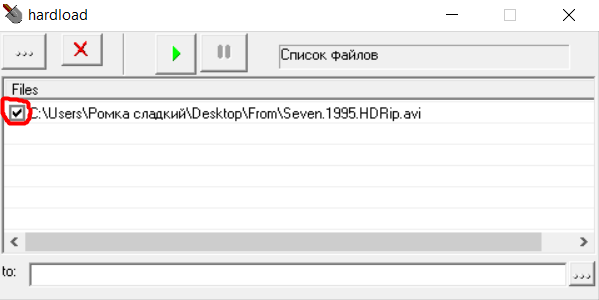 hardload
...
Список файлов
Files
C:\Users\Ромка сладкий\Desktop\From\Seven.1995.HDRip.avi
to:
...